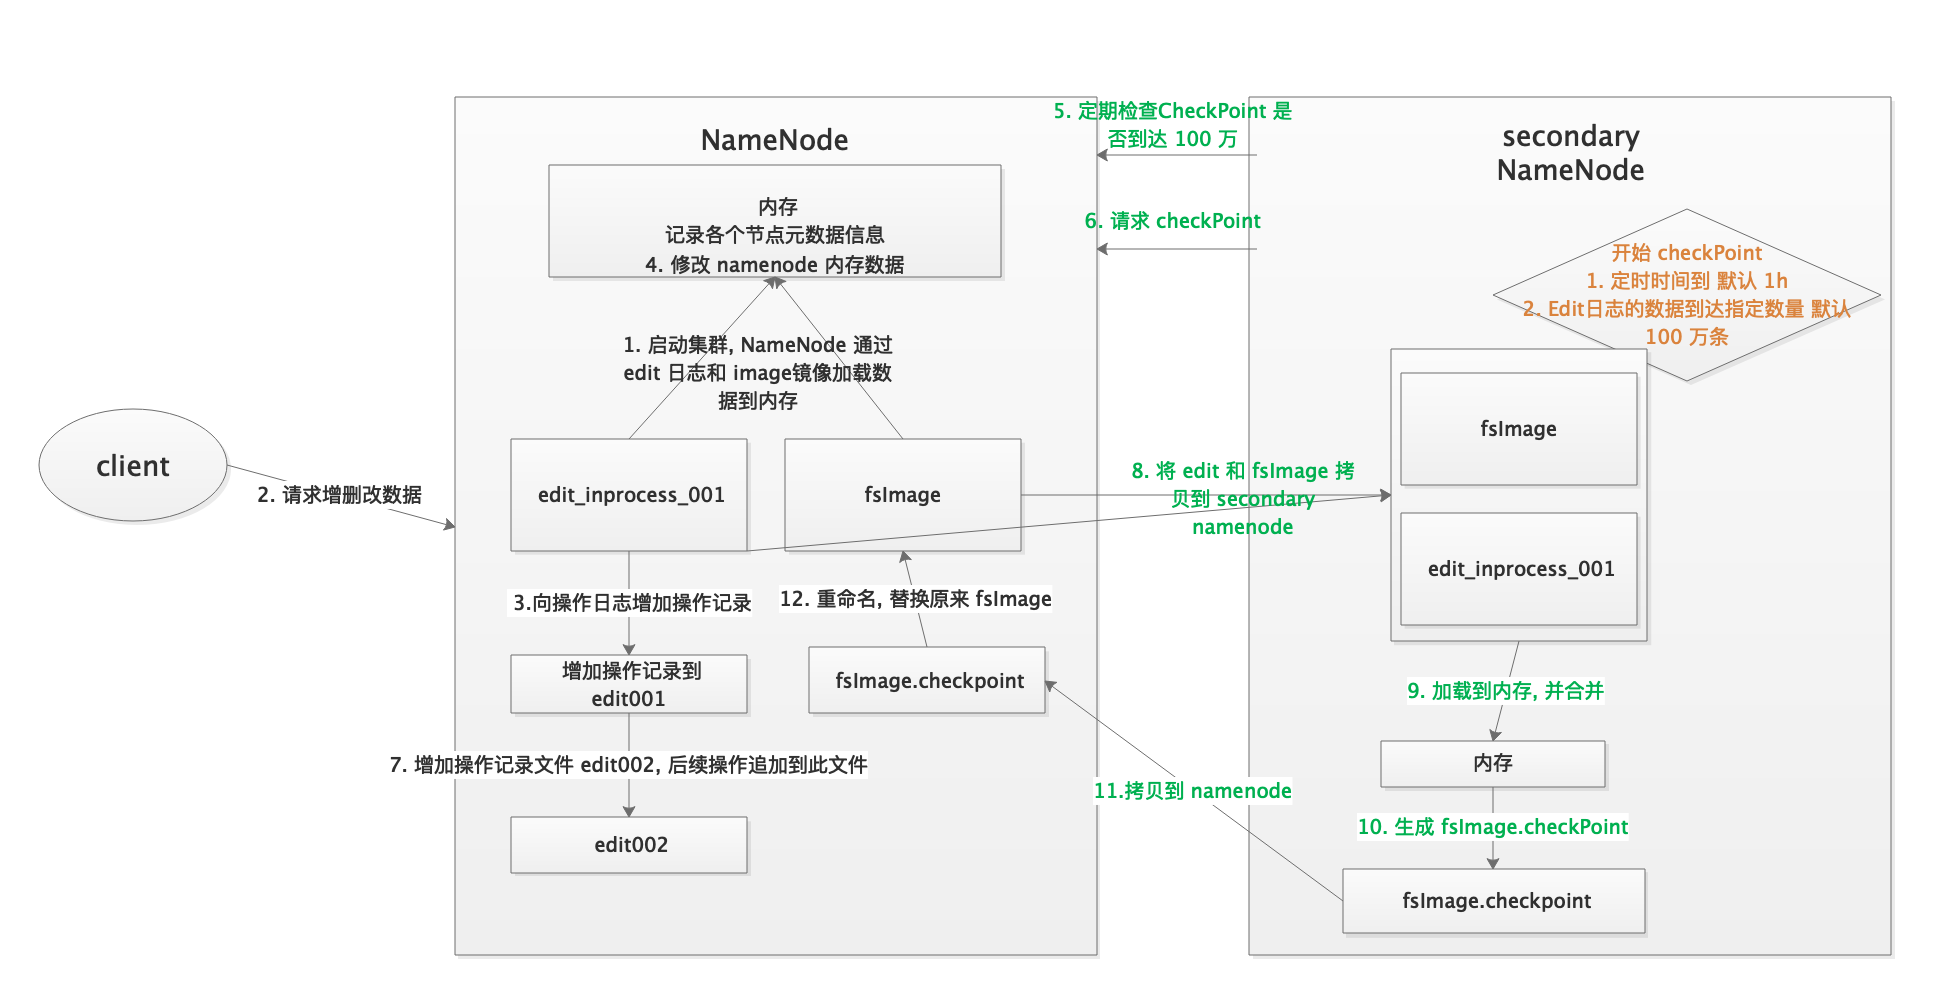 NameNode
内存
记录各个节点元数据信息
4. 修改 namenode 内存数据
1. 启动集群, NameNode 通过
edit 日志和 image镜像加载数
据到内存
client
2. 请求增删改数据
edit_inprocess_001
fsImage
3.向操作日志增加操作记录
12. 重命名, 替换原来 fsImage
增加操作记录到
edit001
fsImage.checkpoint
7. 增加操作记录文件 edit002, 后续操作追加到此文件
edit002
5. 定期检查CheckPoint 是
否到达 100 万
6. 请求 checkPoint
8. 将 edit 和 fsImage 拷
贝到 secondary
namenode
11.拷贝到 namenode
secondary
NameNode
开始 checkPoint
1. 定时时间到 默认 1h
2. Edit日志的数据到达指定数量 默认
100 万条
fsImage
edit_inprocess_001
9. 加载到内存, 并合并
内存
10. 生成 fsImage.checkPoint
fsImage.checkpoint